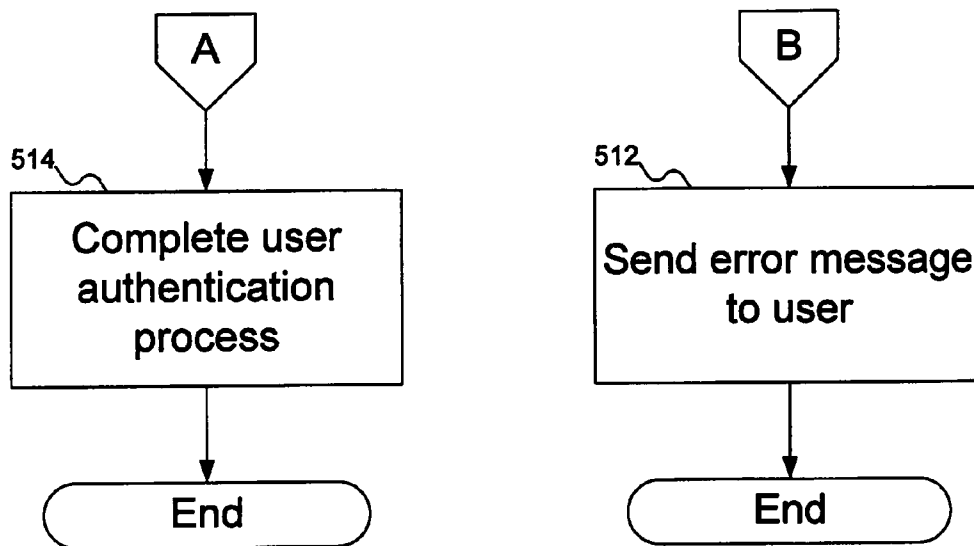 A
514
Complete user
authentication
process
End
B
512
Send error message
to user
End